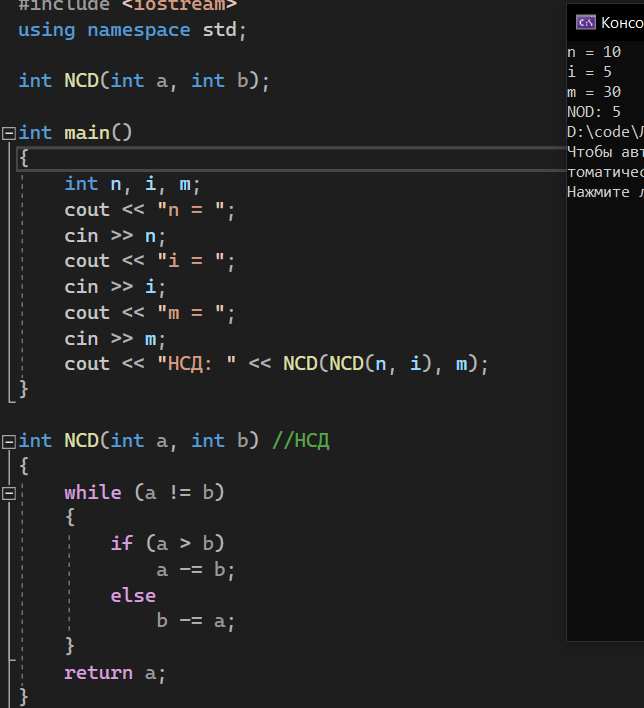 #include <iostream>
using namespace std;
int NCD(int a, int b);
int main()
{
int n, i, m;
cout << "n = ";
cin >> n;
cout << "i = ";
cin >> i;
cout << "m = ";
cin >> m;
cout << "НСД: " << NCD(NCD(n, i), m);
}
int NCD(int a, int b) //НСД
{
while (a != b)
{
if (a > b)
a -= b;
else
b -= a;
}
return a;
}
Консо
n = 10
i = 5
m = 30
NOD: 5
D:\code\Л
Чтобы авт
томатичес
Нажмите л